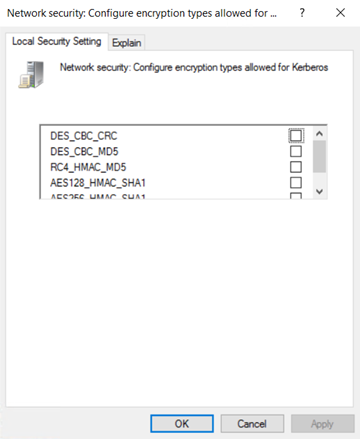 Network security: Configure encryption types allowed for ...
Local Security Setting
Explain
Network security: Configure encryption types allowed for Kerberos
DES_CBC_CRC
DES_CBC_MD5
RC4_HMAC_MD5
AES128_HMAC_SHA1
AES256_HMAC_SHA1
OK
Cancel
Apply